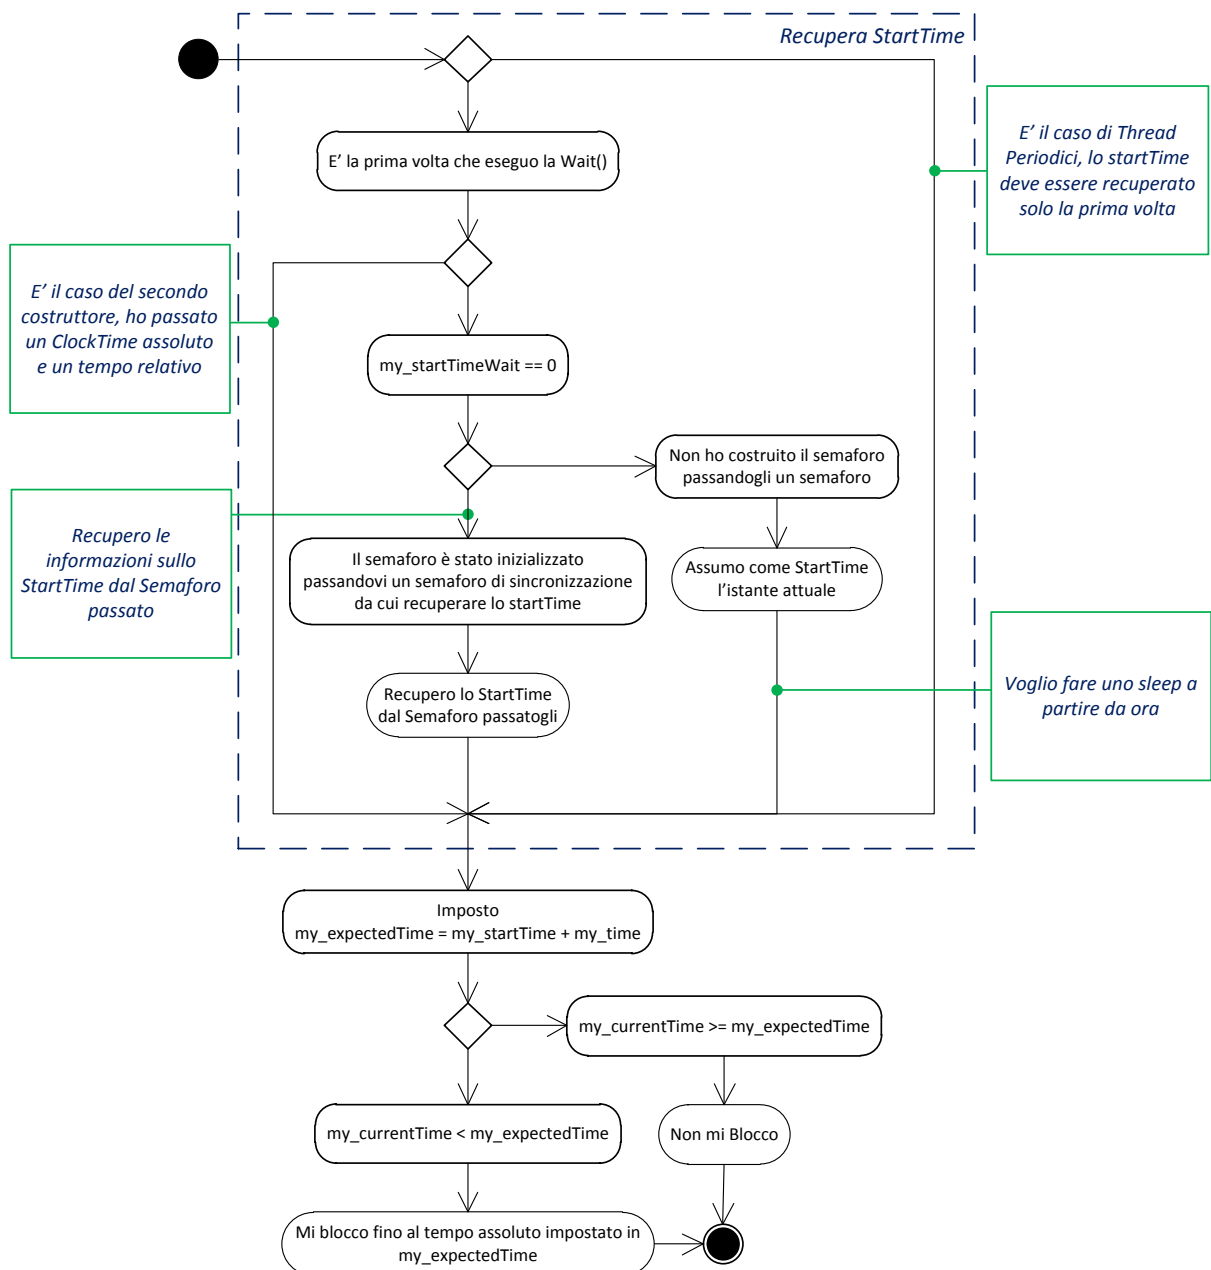 Recupera StartTime
E’ la prima volta che eseguo la Wait()
E’ il caso di Thread
Periodici, lo startTime
deve essere recuperato
solo la prima volta
E’ il caso del secondo
costruttore, ho passato
un ClockTime assoluto
e un tempo relativo
my_startTimeWait == 0
Non ho costruito il semaforo
passandogli un semaforo
Recupero le
informazioni sullo
StartTime dal Semaforo
passato
Il semaforo è stato inizializzato
passandovi un semaforo di sincronizzazione
da cui recuperare lo startTime
Assumo come StartTime
l’istante attuale
Recupero lo StartTime
dal Semaforo passatogli
Voglio fare uno sleep a
partire da ora
Imposto
my_expectedTime = my_startTime + my_time
my_currentTime >= my_expectedTime
my_currentTime < my_expectedTime
Non mi Blocco
Mi blocco fino al tempo assoluto impostato in
my_expectedTime